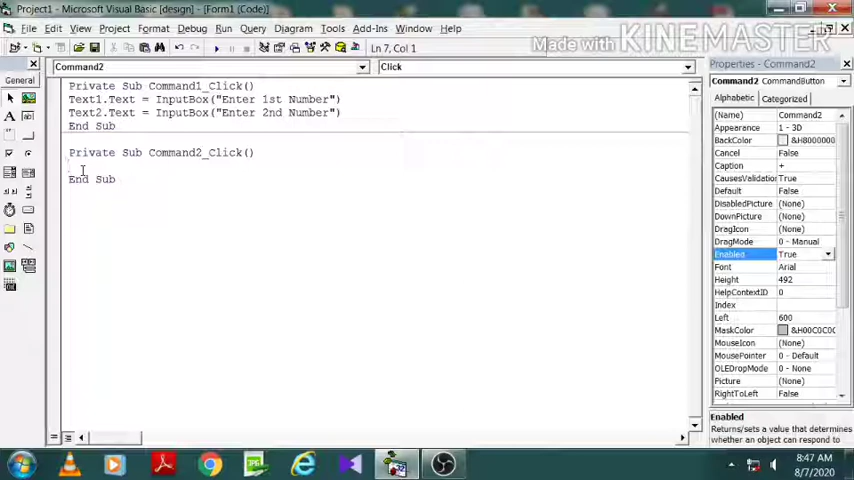 Project1 - Microsoft Visual Basic [design] - [Form1 (Code)]
Made with KINEMASTER
File Edit View Project Format Debug Run Query Diagram Tools Add-Ins Window Help
Ln 7, Col 1
General
Command2
Click
Private Sub Command1_Click()
Text1.Text = InputBox("Enter 1st Number")
Text2.Text = InputBox("Enter 2nd Number")
End Sub
Private Sub Command2_Click()
End Sub
Properties - Command2
Command2 CommandButton
Alphabetic Categorized
(Name) Command2
Appearance 1 - 3D
BackColor &H8000000
Cancel False
Caption +
CausesValidation True
Default False
DisabledPicture (None)
DownPicture (None)
DragIcon (None)
DragMode 0 - Manual
Enabled True
Font Arial
Height 492
HelpContextID 0
Index
Left 600
MaskColor &H00C0C0C
MouseIcon (None)
MousePointer 0 - Default
OLEDropMode 0 - None
Picture (None)
RightToLeft False
Enabled
Returns/sets a value that determines
whether an object can respond to
8:47 AM
8/7/2020